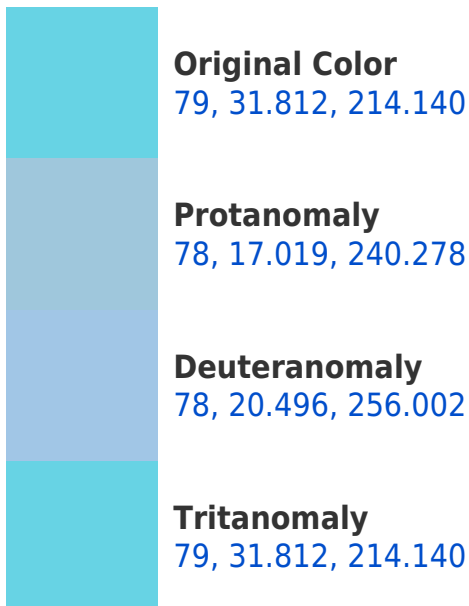 Original Color
79, 31.812, 214.140
Protanomaly
78, 17.019, 240.278
Deuteranomaly
78, 20.496, 256.002
Tritanomaly
79, 31.812, 214.140